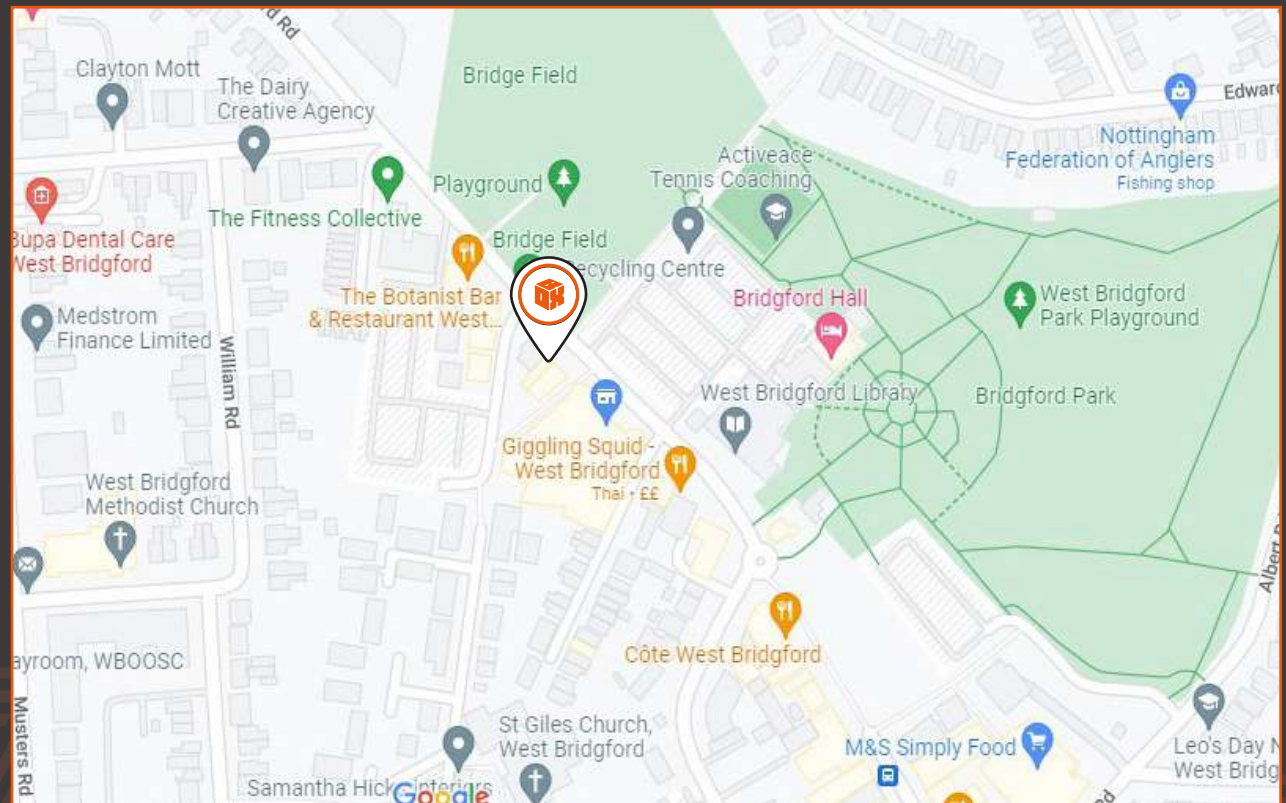 d Rd
Clayton Mott
The Dairy
Creative Agency
Bridge Field
Edwar
Nottingham
Federation of Anglers
Fishing shop
Activeace
Tennis Coaching
Playground
The Fitness Collective
Bupa Dental Care
West Bridgford
Bridge Field
ecycling Centre
The Botanist Bar
& Restaurant West...
Bridgford Hall
West Bridgford
Park Playground
Medstrom
Finance Limited
William Rd
BOX
West Bridgford Library
Bridgford Park
Giggling Squid -
West Bridgford
Thai · ££
West Bridgford
Methodist Church
Albert
ayroom, WBOOSC
Côte West Bridgford
Musters Rd
St Giles Church,
West Bridgford
M&S Simply Food
Leo's Day N
West Bridg
Samantha Hick interiors
Google
rd